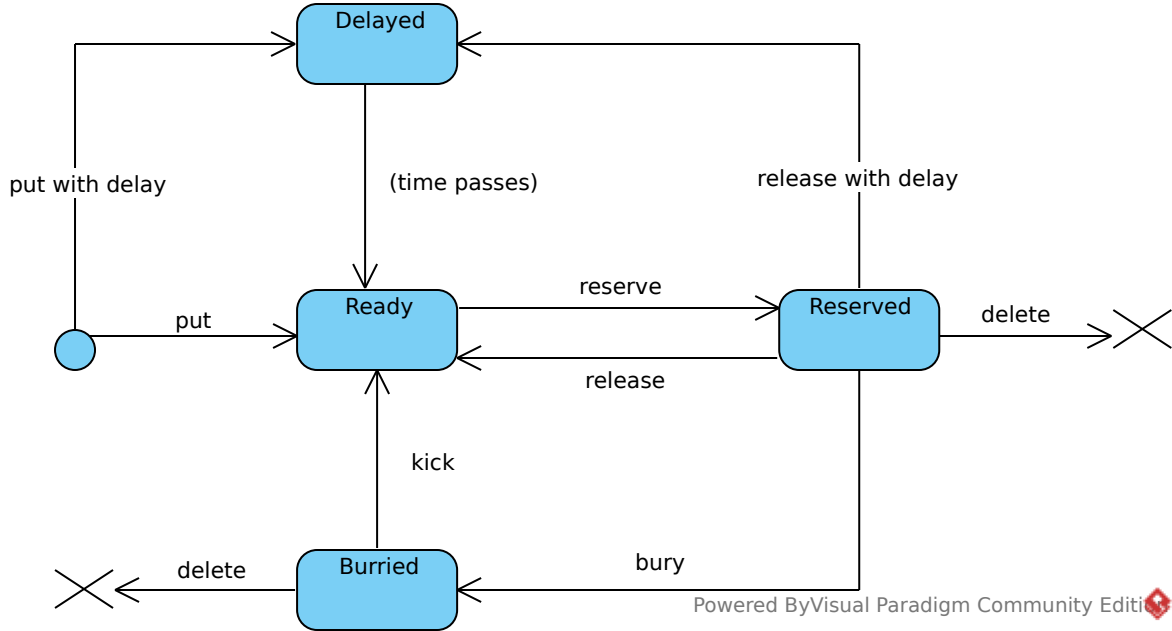 Delayed
put with delay
(time passes)
release with delay
Ready
reserve
Reserved
delete
put
release
kick
Burried
delete
bury
Powered ByVisual Paradigm Community